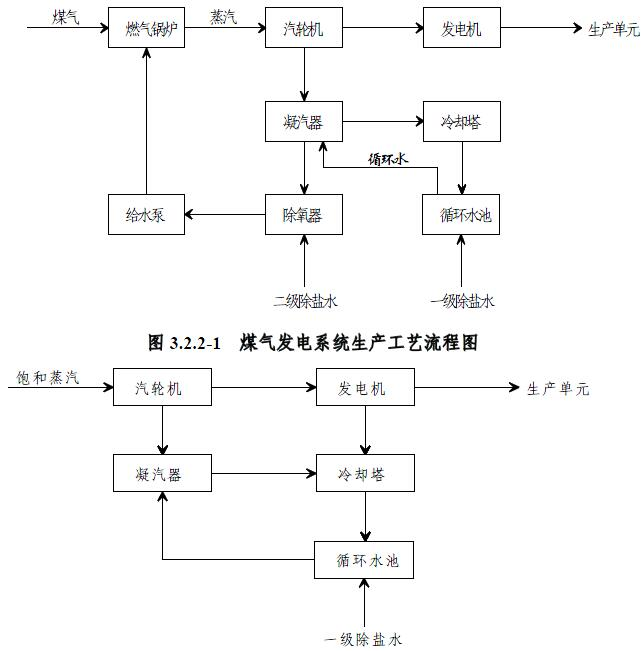 煤气 燃气锅炉 蒸汽 汽轮机 发电机 生产单元
凝汽器 冷却塔
循环水
给水泵 除氧器 循环水池
二级除盐水 一级除盐水
图 3.2.2-1 煤气发电系统生产工艺流程图
饱和蒸汽 汽轮机 发电机 生产单元
凝汽器 冷却塔
循环水池
一级除盐水